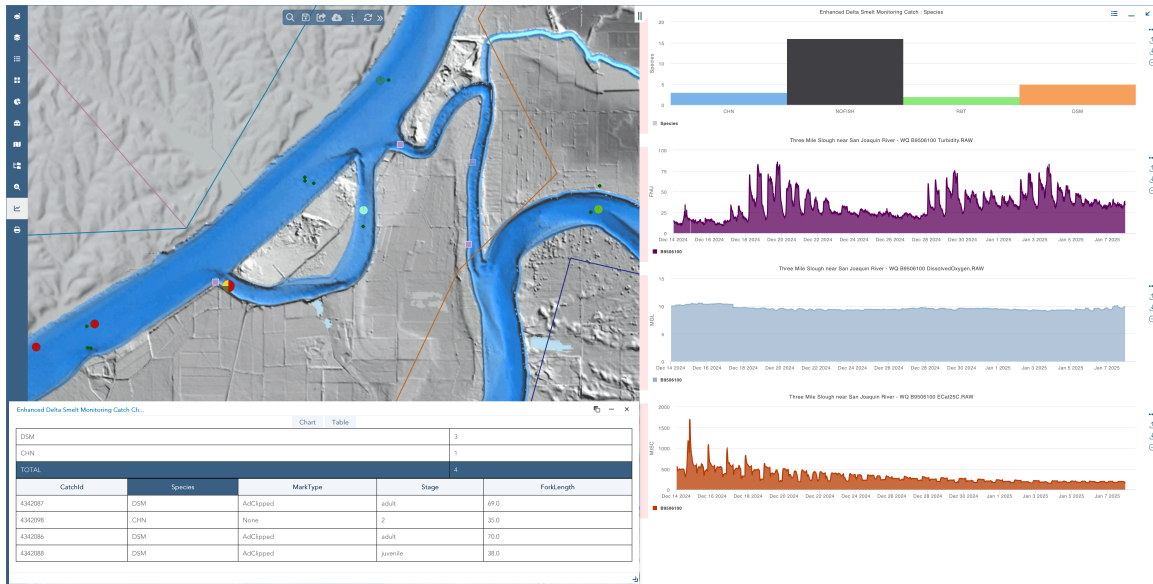 Enhanced Delta Smelt Monitoring Catch : Species
20
15
10
5
0
Species
CHN
NOFISH
RBT
DSM
Species
Three Mile Slough near San Joaquin River - WQ B9506100 Turbidity.RAW
100
75
50
25
0
FNU
Dec 14 2024 Dec 16 2024 Dec 18 2024 Dec 20 2024 Dec 22 2024 Dec 24 2024 Dec 26 2024 Dec 28 2024 Dec 30 2024 Jan 1 2025 Jan 3 2025 Jan 5 2025 Jan 7 2025
B9506100
Three Mile Slough near San Joaquin River - WQ B9506100 DissolvedOxygen.RAW
15
10
5
0
MGL
Dec 14 2024 Dec 16 2024 Dec 18 2024 Dec 20 2024 Dec 22 2024 Dec 24 2024 Dec 26 2024 Dec 28 2024 Dec 30 2024 Jan 1 2025 Jan 3 2025 Jan 5 2025 Jan 7 2025
B9506100
Three Mile Slough near San Joaquin River - WQ B9506100 ECat25C.RAW
2000
1500
1000
500
0
MISC
Dec 14 2024 Dec 16 2024 Dec 18 2024 Dec 20 2024 Dec 22 2024 Dec 24 2024 Dec 26 2024 Dec 28 2024 Dec 30 2024 Jan 1 2025 Jan 3 2025 Jan 5 2025 Jan 7 2025
B9506100
Enhanced Delta Smelt Monitoring Catch Ch...
Chart Table
DSM 3
CHN 1
TOTAL 4
CatchId Species MarkType Stage ForkLength
4342087 DSM AdClipped adult 69.0
4342098 CHN None 2 35.0
4342086 DSM AdClipped adult 70.0
4342088 DSM AdClipped juvenile 38.0